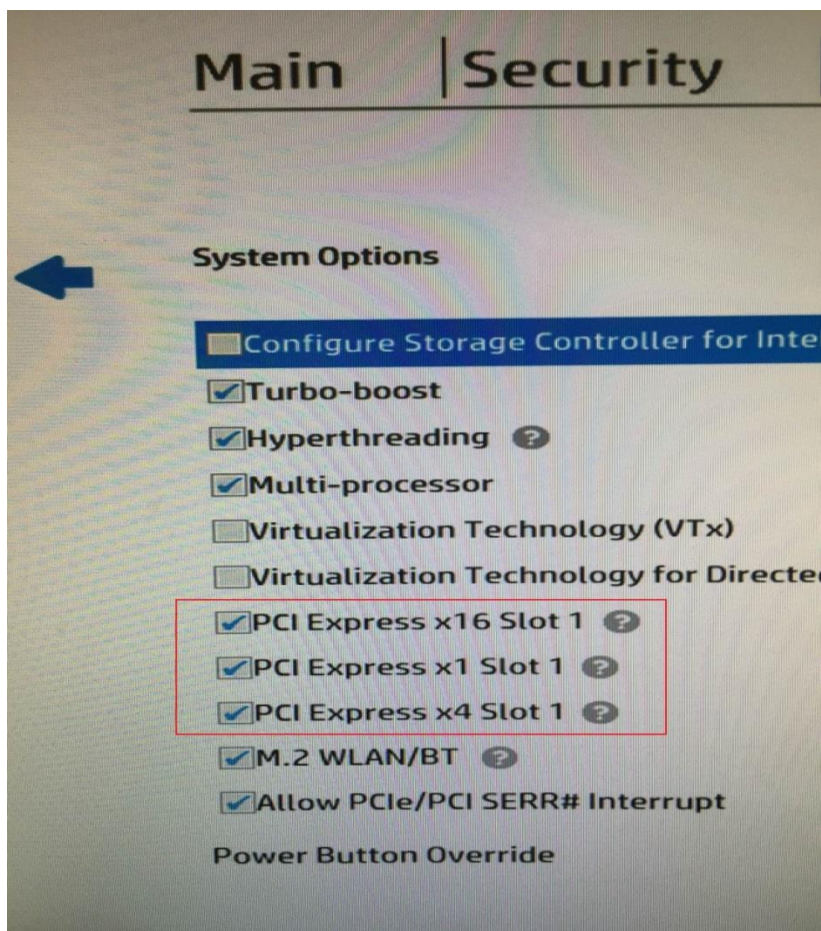 Main | Security
System Options
Configure Storage Controller for Inte
Turbo-boost
Hyperthreading ?
Multi-processor
Virtualization Technology (VTx)
Virtualization Technology for Directe
PCI Express x16 Slot 1 ?
PCI Express x1 Slot 1 ?
PCI Express x4 Slot 1 ?
M.2 WLAN/BT ?
Allow PCIe/PCI SERR# Interrupt
Power Button Override